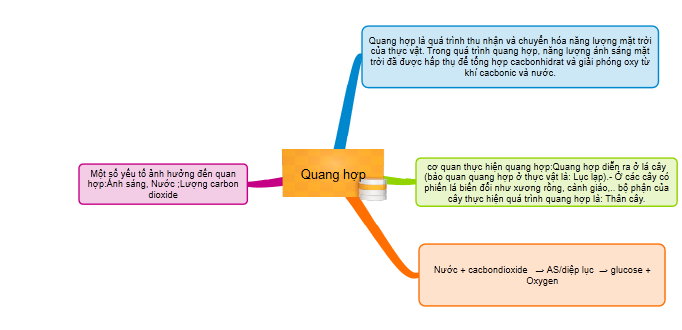 Quang hợp là quá trình thu nhận và chuyển hóa năng lượng mặt trời
của thực vật. Trong quá trình quang hợp, năng lượng ánh sáng mặt
trời đã được hấp thụ để tổng hợp cacbonhidrat và giải phóng oxy từ
khí cacbonic và nước.
Quang hợp
Một số yếu tố ảnh hưởng đến quan
hợp:Ánh sáng, Nước ;Lượng carbon
dioxide
cơ quan thực hiện quang hợp:Quang hợp diễn ra ở lá cây
(bào quan quang hợp ở thực vật là: Lục lạp).- Ở các cây có
phiến lá biến đổi như xương rồng, cành giáo,.. bộ phận của
cây thực hiện quá trình quang hợp là: Thân cây.
Nước + cacbondioxide → AS/diệp lục → glucose +
Oxygen